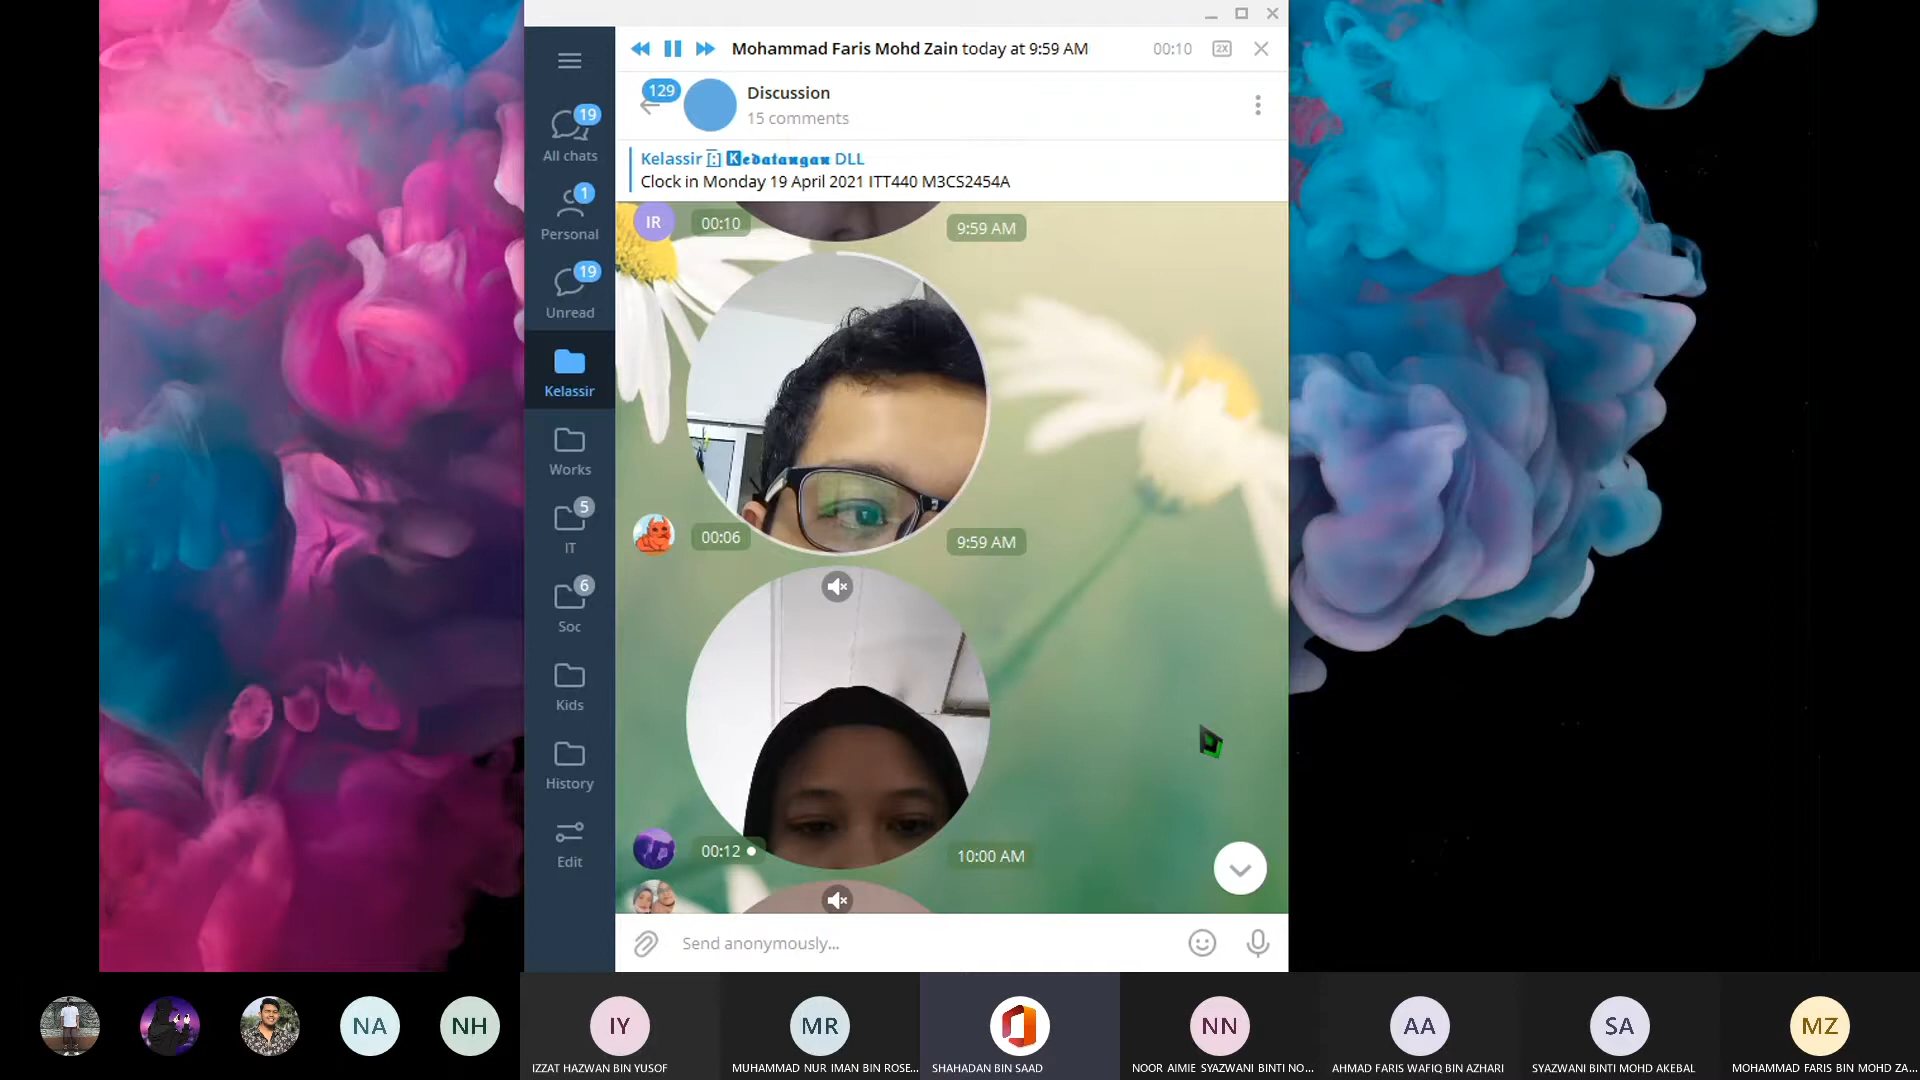 Mohammad Faris Mohd Zain today at 9:59 AM
00:10
2X
129
Discussion
15 comments
Kelassir 🅺𝖊𝖉𝖆𝖙𝖆𝖓𝖌𝖆𝖓 DLL
Clock in Monday 19 April 2021 ITT440 M3CS2454A
19
All chats
1
Personal
19
Unread
Kelassir
Works
5
IT
6
Soc
Kids
History
Edit
IR
00:10
9:59 AM
00:06
9:59 AM
00:12
10:00 AM
Send anonymously...
NA
NH
IY
IZZAT HAZWAN BIN YUSOF
MR
MUHAMMAD NUR IMAN BIN ROSE...
SHAHADAN BIN SAAD
NN
NOOR AIMIE SYAZWANI BINTI NO...
AA
AHMAD FARIS WAFIQ BIN AZHARI
SA
SYAZWANI BINTI MOHD AKEBAL
MZ
MOHAMMAD FARIS BIN MOHD ZA...